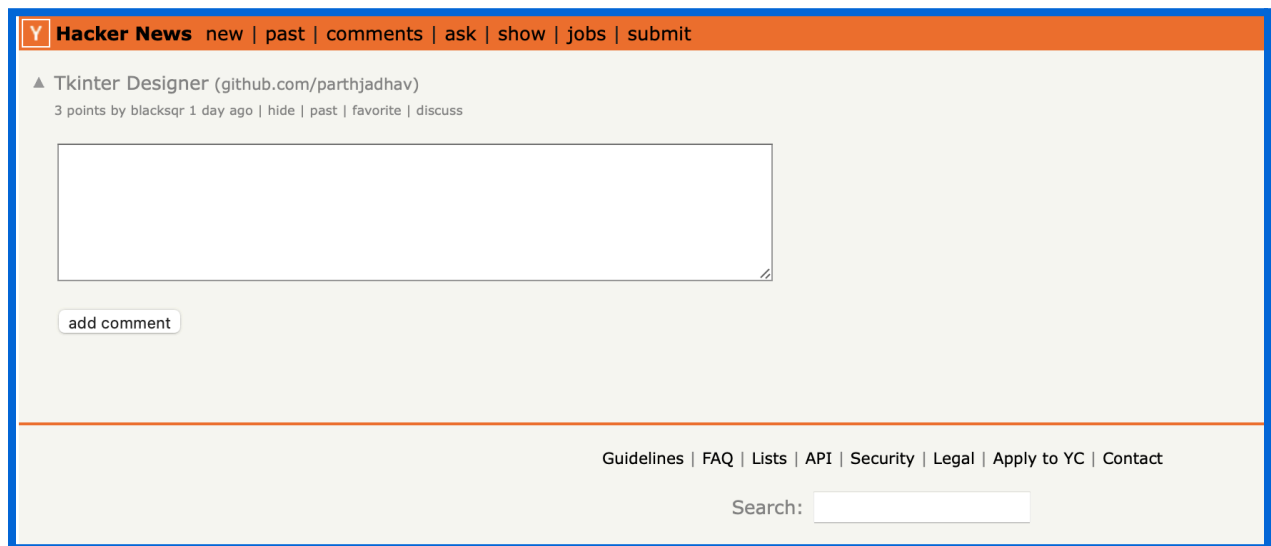 Y Hacker News new | past | comments | ask | show | jobs | submit
▲ Tkinter Designer (github.com/parthjadhav)
3 points by blacksqr 1 day ago | hide | past | favorite | discuss
add comment
Guidelines | FAQ | Lists | API | Security | Legal | Apply to YC | Contact
Search: